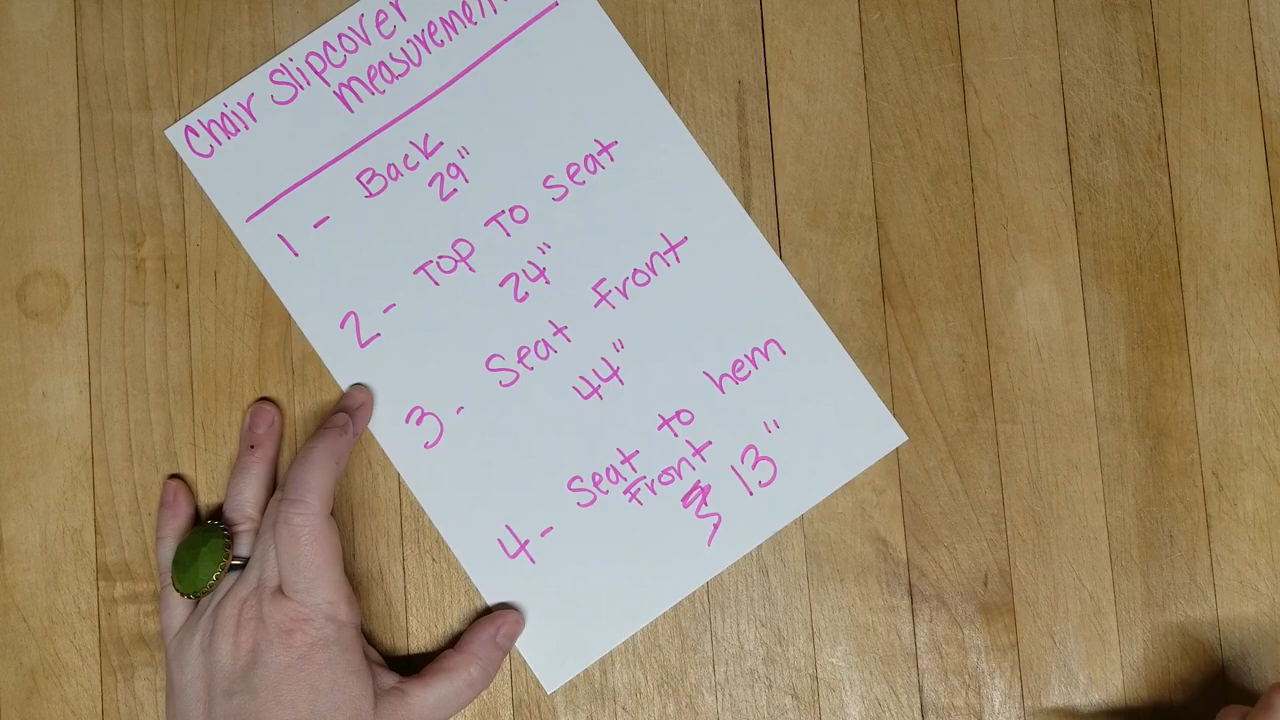 Chair Slipcover
measurement
1 - Back
29"
2 - Top To seat
24"
3 - Seat Front
44"
4 - Seat to hem
Front
13"